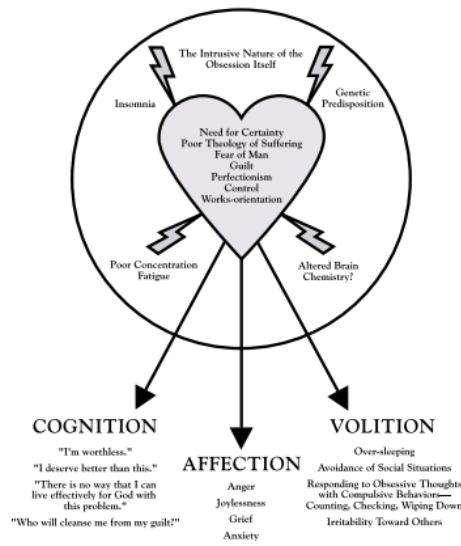 The Intrusive Nature of the
Obsession Itself
Insomnia
Genetic
Predisposition
Need for Certainty
Poor Theology of Suffering
Fear of Man
Guilt
Perfectionism
Control
Works-orientation
Poor Concentration
Fatigue
Altered Brain
Chemistry?
COGNITION
"I'm worthless."
"I deserve better than this."
"There is no way that I can
live effectively for God with
this problem."
"Who will cleanse me from my guilt?"
AFFECTION
Anger
Joylessness
Grief
Anxiety
VOLITION
Over-sleeping
Avoidance of Social Situations
Responding to Obsessive Thoughts
with Compulsive Behaviors—
Counting, Checking, Wiping Down
Irritability Toward Others